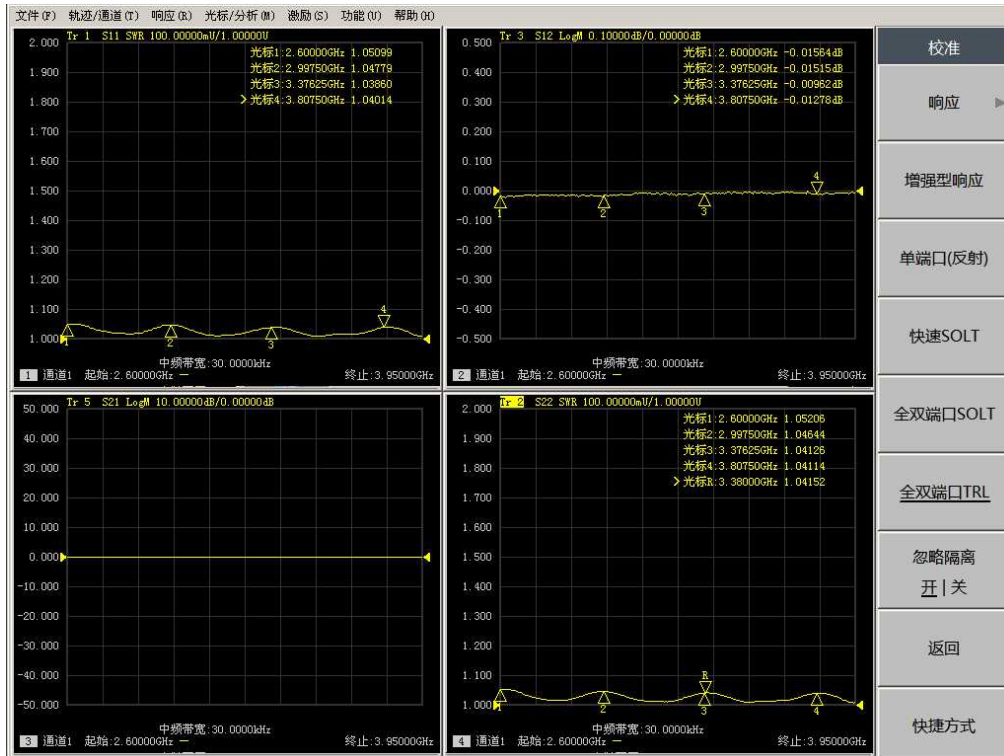 文件(F) 轨迹/通道(T) 响应(R) 光标/分析(M) 激励(S) 功能(U) 帮助(H)
Tr 1 S11 SWR 100.00000mU/1.00000U
光标1:2.60000GHz 1.05099
光标2:2.99750GHz 1.04779
光标3:3.37625GHz 1.03860
>光标4:3.80750GHz 1.04014
2.000
1.900
1.800
1.700
1.600
1.500
1.400
1.300
1.200
1.100
1.000
1
2
3
4
中频带宽:30.0000kHz
1 通道1 起始:2.60000GHz — 终止:3.95000GHz
Tr 3 S12 LogM 0.10000dB/0.00000dB
光标1:2.60000GHz -0.01564dB
光标2:2.99750GHz -0.01515dB
光标3:3.37625GHz -0.00962dB
>光标4:3.80750GHz -0.01278dB
0.500
0.400
0.300
0.200
0.100
0.000
-0.100
-0.200
-0.300
-0.400
-0.500
1
2
3
4
中频带宽:30.0000kHz
2 通道1 起始:2.60000GHz — 终止:3.95000GHz
Tr 5 S21 LogM 10.00000dB/0.00000dB
50.000
40.000
30.000
20.000
10.000
0.000
-10.000
-20.000
-30.000
-40.000
-50.000
中频带宽:30.0000kHz
3 通道1 起始:2.60000GHz — 终止:3.95000GHz
Tr 2 S22 SWR 100.00000mU/1.00000U
光标1:2.60000GHz 1.05206
光标2:2.99750GHz 1.04644
光标3:3.37625GHz 1.04126
光标4:3.80750GHz 1.04114
>光标R:3.38000GHz 1.04152
2.000
1.900
1.800
1.700
1.600
1.500
1.400
1.300
1.200
1.100
1.000
R
1
2
3
4
中频带宽:30.0000kHz
4 通道1 起始:2.60000GHz — 终止:3.95000GHz
校准
响应
增强型响应
单端口(反射)
快速SOLT
全双端口SOLT
全双端口TRL
忽略隔离
开|关
返回
快捷方式